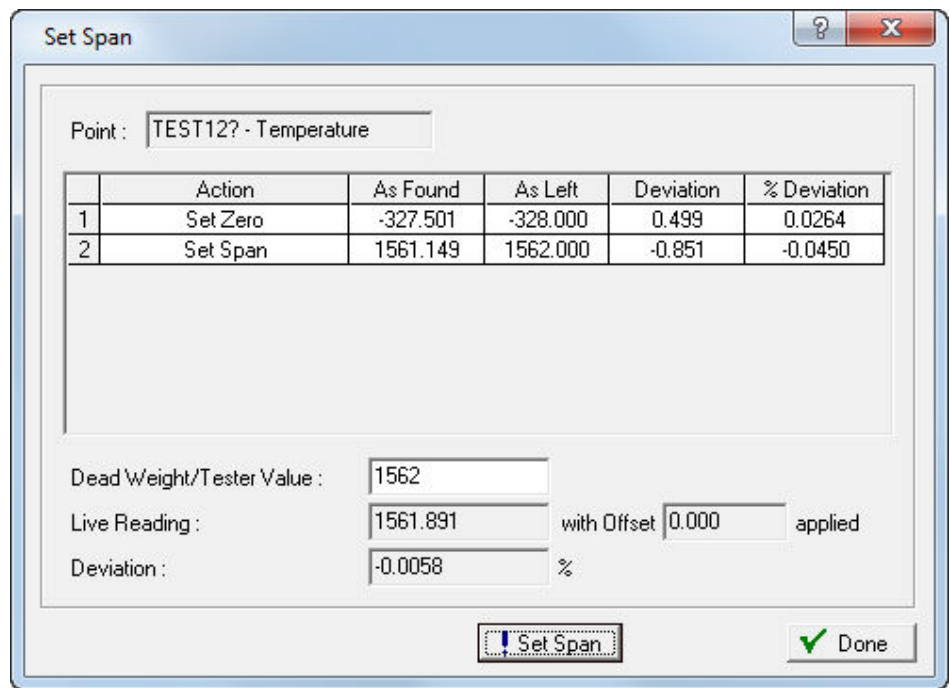 Set Span
Point : TEST12? - Temperature
Action As Found As Left Deviation % Deviation
1 Set Zero -327.501 -328.000 0.499 0.0264
2 Set Span 1561.149 1562.000 -0.851 -0.0450
Dead Weight/Tester Value : 1562
Live Reading : 1561.891 with Offset 0.000 applied
Deviation : -0.0058 %
! Set Span Done